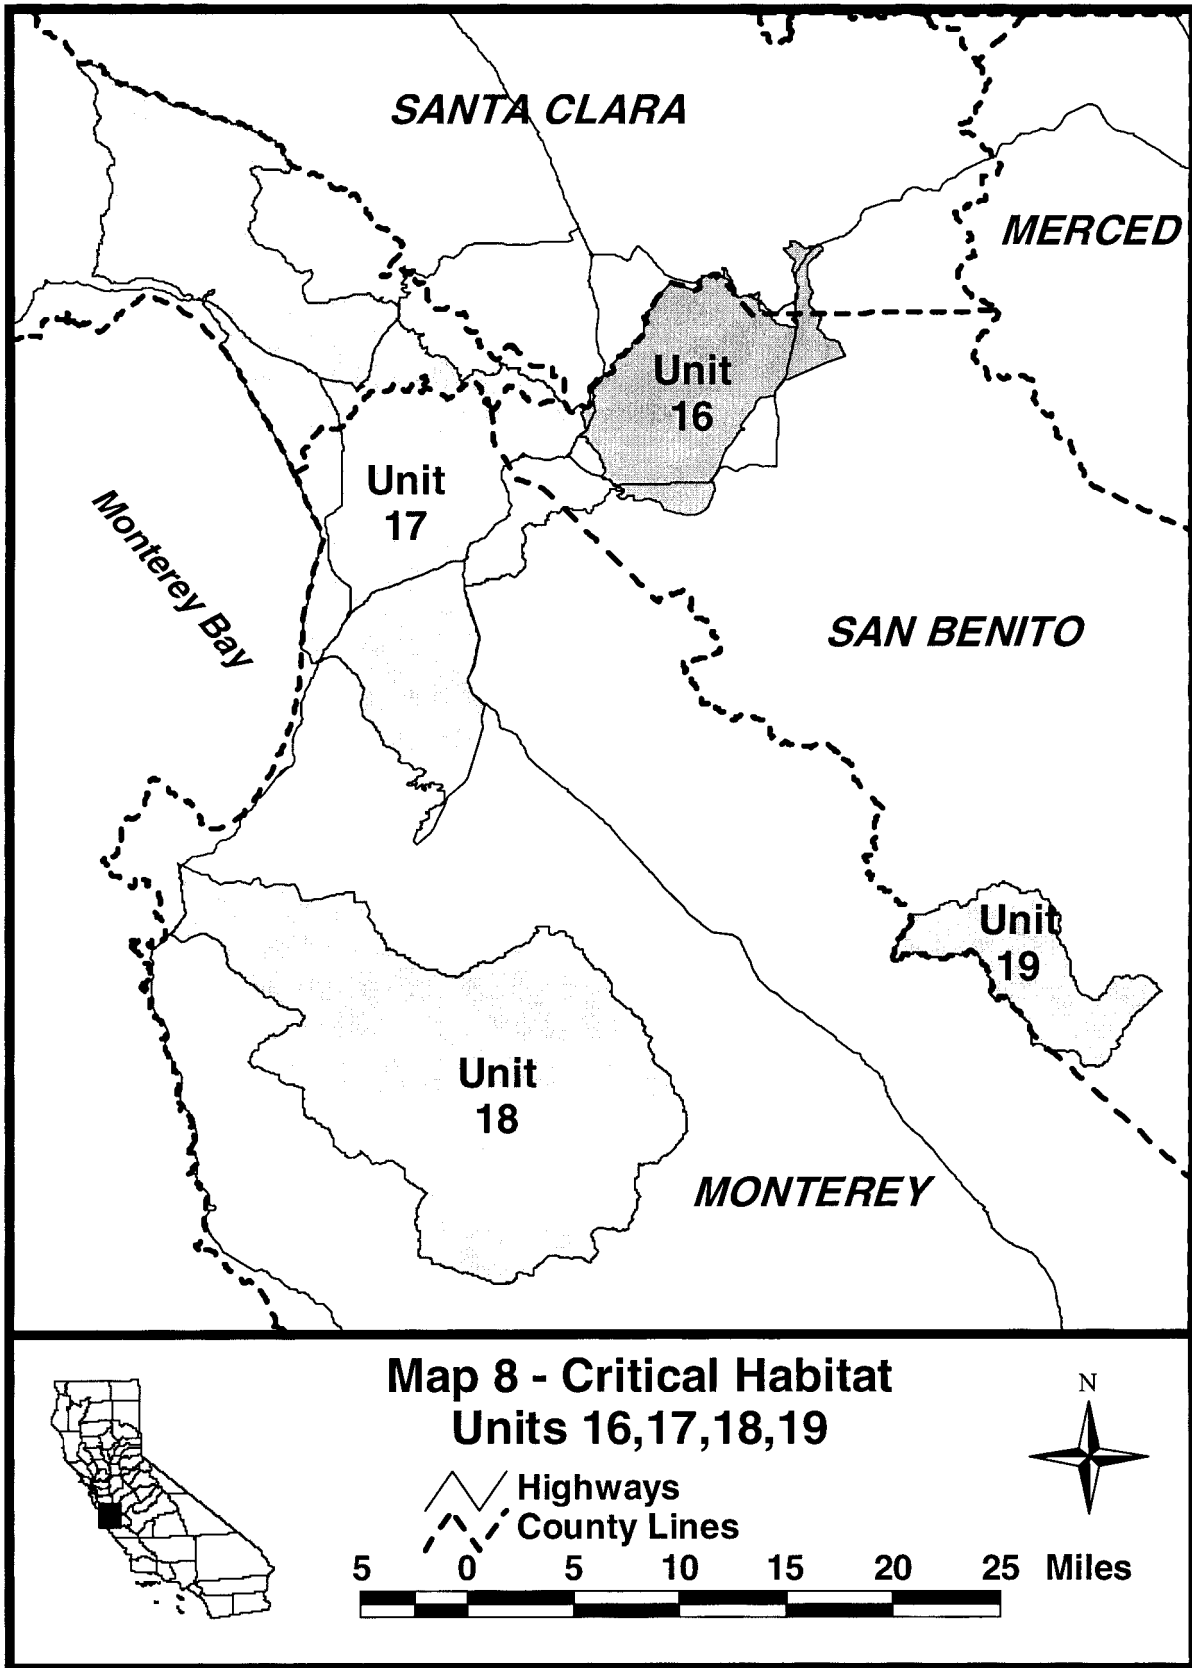 SANTA CLARA
MERCED
Unit
16
Unit
17
Monterey Bay
SAN BENITO
Unit
19
Unit
18
MONTEREY
Map 8 - Critical Habitat
Units 16,17,18,19
N
Highways
County Lines
5 0 5 10 15 20 25 Miles